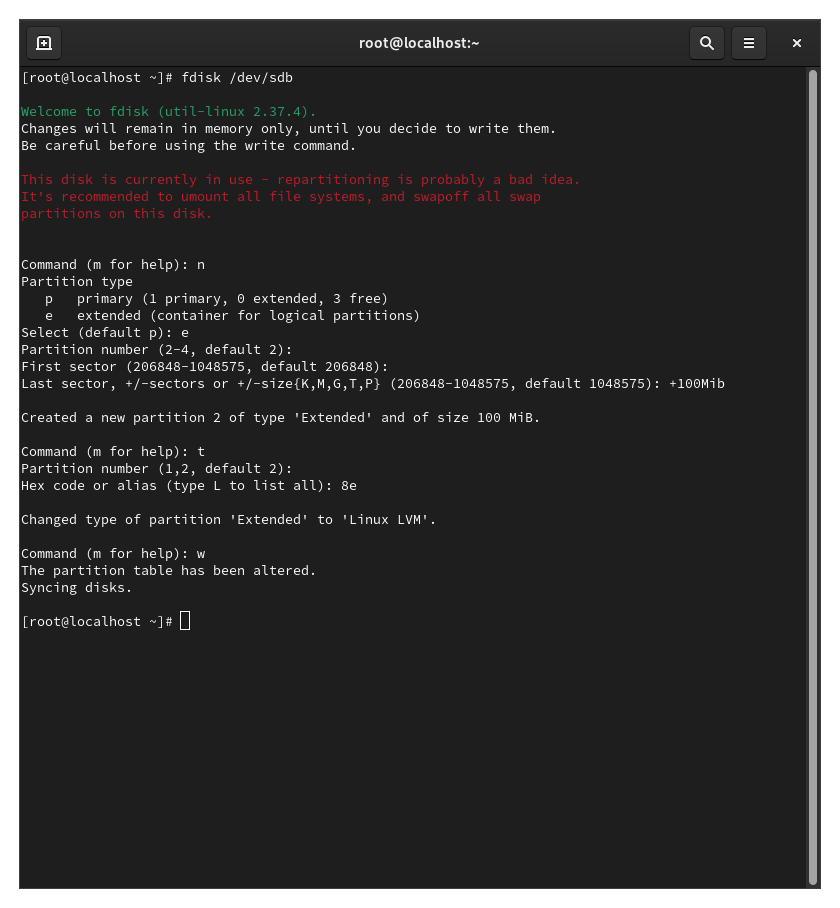 root@localhost:~
[root@localhost ~]# fdisk /dev/sdb
Welcome to fdisk (util-linux 2.37.4).
Changes will remain in memory only, until you decide to write them.
Be careful before using the write command.
This disk is currently in use - repartitioning is probably a bad idea.
It's recommended to umount all file systems, and swapoff all swap
partitions on this disk.
Command (m for help): n
Partition type
   p   primary (1 primary, 0 extended, 3 free)
   e   extended (container for logical partitions)
Select (default p): e
Partition number (2-4, default 2):
First sector (206848-1048575, default 206848):
Last sector, +/-sectors or +/-size{K,M,G,T,P} (206848-1048575, default 1048575): +100Mib
Created a new partition 2 of type 'Extended' and of size 100 MiB.
Command (m for help): t
Partition number (1,2, default 2):
Hex code or alias (type L to list all): 8e
Changed type of partition 'Extended' to 'Linux LVM'.
Command (m for help): w
The partition table has been altered.
Syncing disks.
[root@localhost ~]#